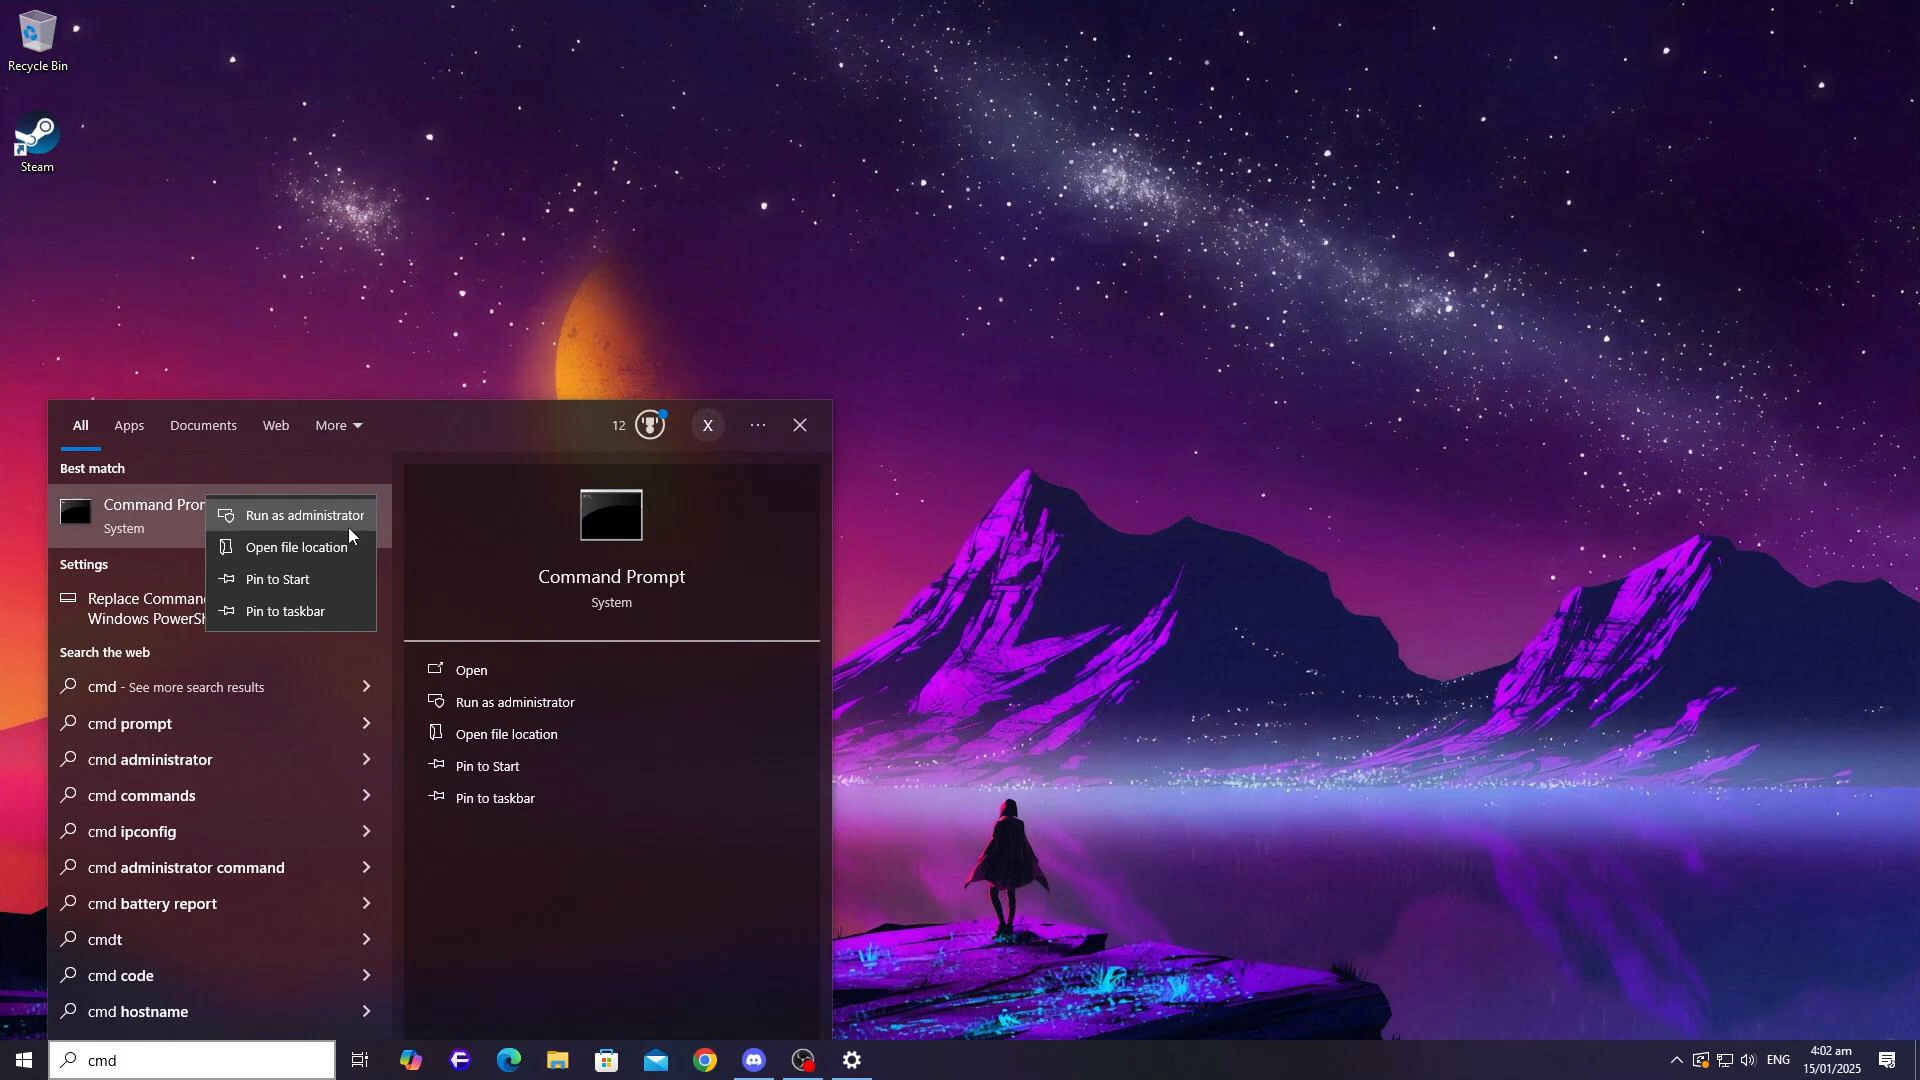 Recycle Bin
Steam
All
Apps
Documents
Web
More
12
X
Best match
Command Pror
System
Run as administrator
Open file location
Pin to Start
Pin to taskbar
Settings
Replace Command
Windows PowerSh
Search the web
cmd - See more search results
cmd prompt
cmd administrator
cmd commands
cmd ipconfig
cmd administrator command
cmd battery report
cmdt
cmd code
cmd hostname
Command Prompt
System
Open
Run as administrator
Open file location
Pin to Start
Pin to taskbar
cmd
ENG
4:02 am
15/01/2025